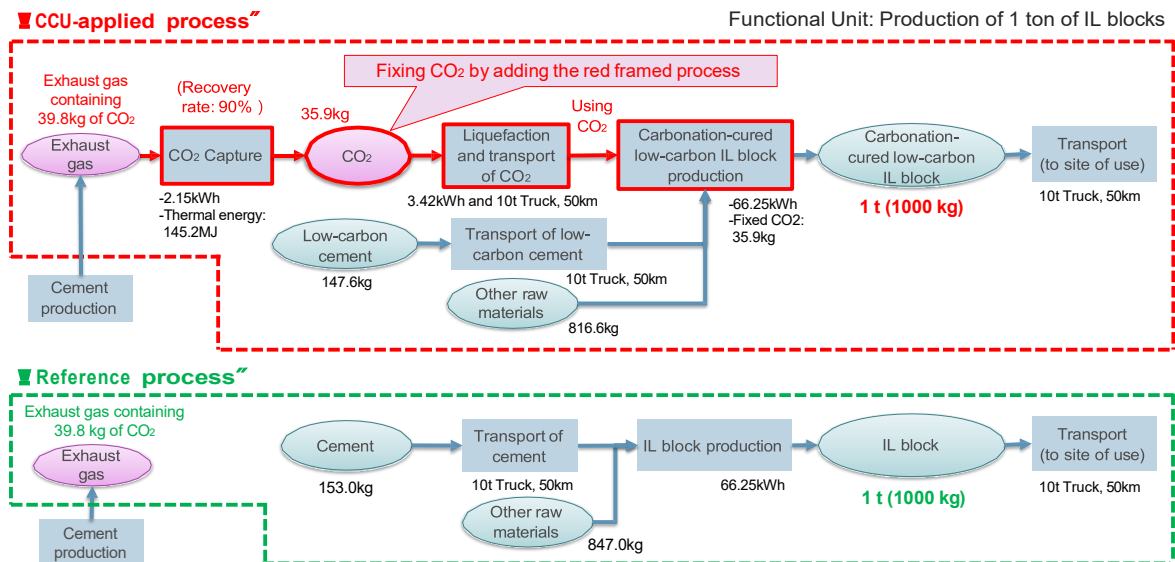 CCU-applied process″
Functional Unit: Production of 1 ton of IL blocks
Fixing CO₂ by adding the red framed process
Exhaust gas
containing
39.8kg of CO₂
(Recovery
rate: 90% )
35.9kg
Using
CO₂
Exhaust
gas
CO₂ Capture
CO₂
Liquefaction
and transport
of CO₂
Carbonation-cured
low-carbon IL block
production
Carbonation-
cured low-carbon
IL block
Transport
(to site of use)
-2.15kWh
-Thermal energy:
145.2MJ
3.42kWh and 10t Truck, 50km
-66.25kWh
-Fixed CO2:
35.9kg
1 t (1000 kg)
10t Truck, 50km
Low-carbon
cement
Transport of low-
carbon cement
147.6kg
10t Truck, 50km
Cement
production
Other raw
materials
816.6kg
Reference process″
Exhaust gas containing
39.8 kg of CO₂
Exhaust
gas
Cement
Transport of
cement
IL block production
IL block
Transport
(to site of use)
153.0kg
10t Truck, 50km
66.25kWh
1 t (1000 kg)
10t Truck, 50km
Other raw
materials
847.0kg
Cement
production